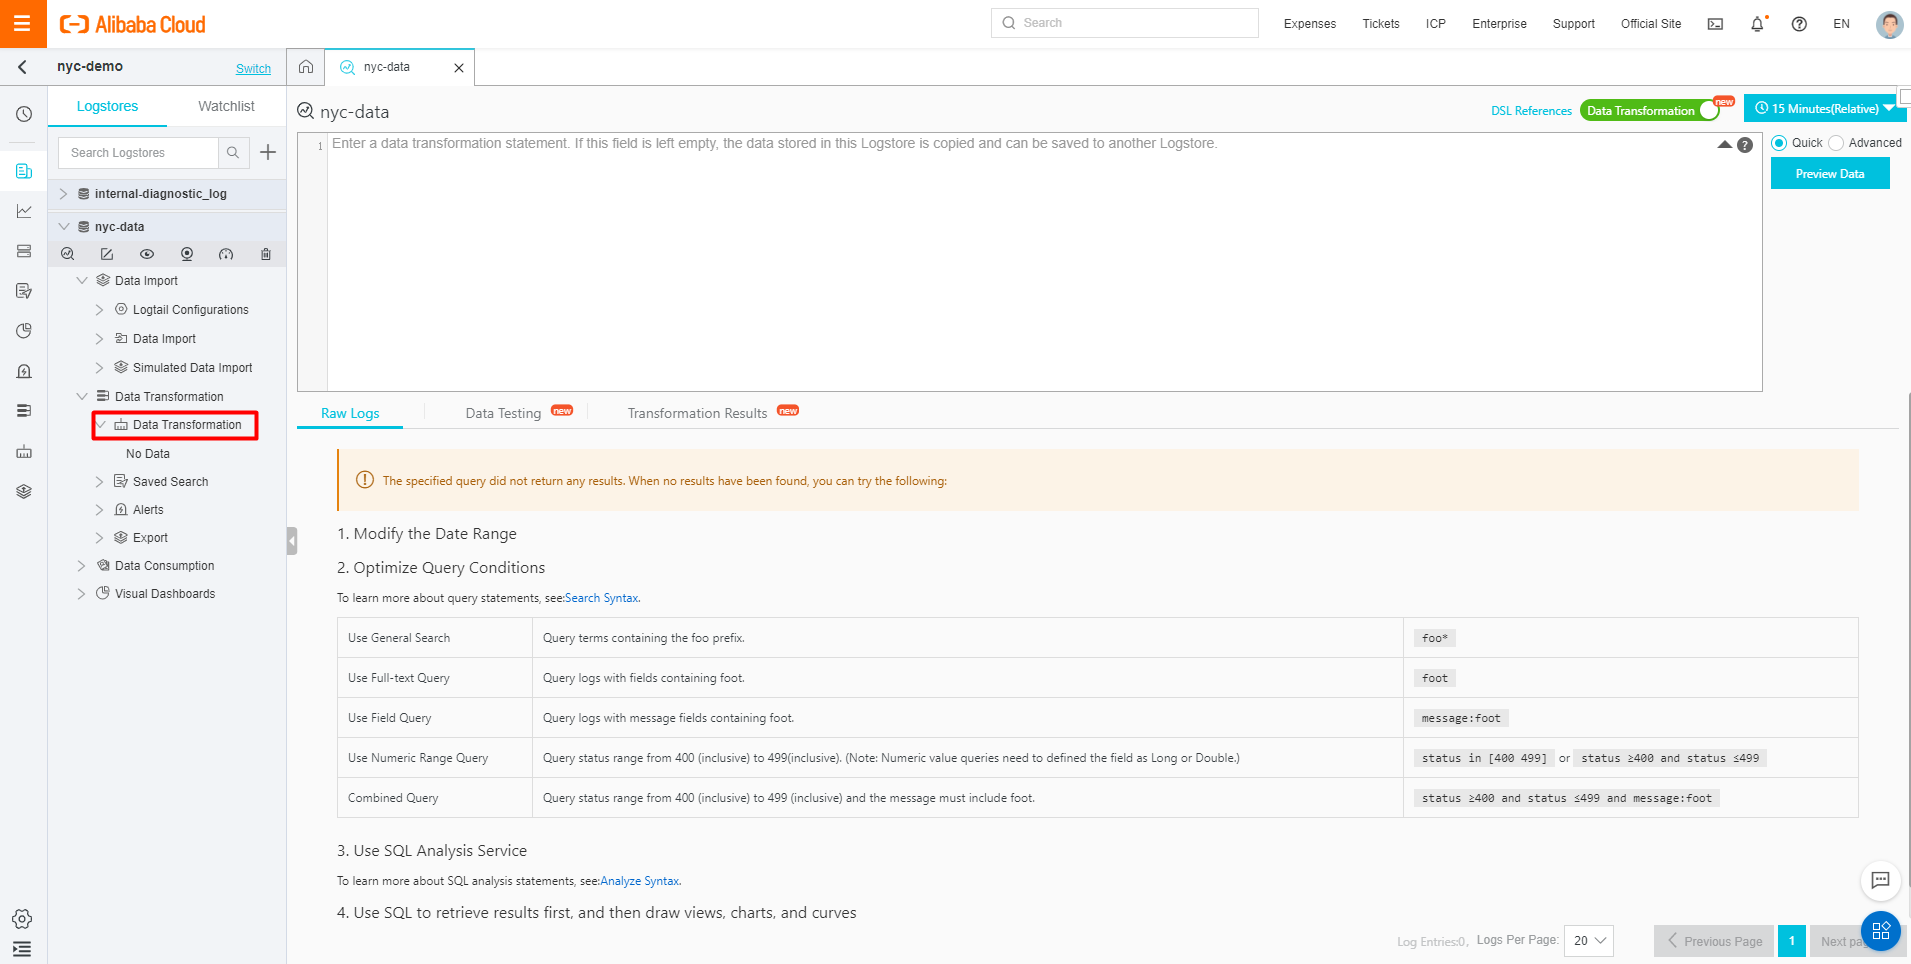 Alibaba Cloud
Search
Expenses
Tickets
ICP
Enterprise
Support
Official Site
EN
nyc-demo
Switch
nyc-data
Logstores
Watchlist
Search Logstores
internal-diagnostic_log
nyc-data
Data Import
Logtail Configurations
Data Import
Simulated Data Import
Data Transformation
Data Transformation
No Data
Saved Search
Alerts
Export
Data Consumption
Visual Dashboards
nyc-data
DSL References
Data Transformation
new
15 Minutes(Relative)
1
Enter a data transformation statement. If this field is left empty, the data stored in this Logstore is copied and can be saved to another Logstore.
Quick
Advanced
Preview Data
Raw Logs
Data Testing
new
Transformation Results
new
The specified query did not return any results. When no results have been found, you can try the following:
1. Modify the Date Range
2. Optimize Query Conditions
To learn more about query statements, see:Search Syntax.
Use General Search
Query terms containing the foo prefix.
foo*
Use Full-text Query
Query logs with fields containing foot.
foot
Use Field Query
Query logs with message fields containing foot.
message:foot
Use Numeric Range Query
Query status range from 400 (inclusive) to 499(inclusive). (Note: Numeric value queries need to defined the field as Long or Double.)
status in [400 499] or status ≥400 and status ≤499
Combined Query
Query status range from 400 (inclusive) to 499 (inclusive) and the message must include foot.
status ≥400 and status ≤499 and message:foot
3. Use SQL Analysis Service
To learn more about SQL analysis statements, see:Analyze Syntax.
4. Use SQL to retrieve results first, and then draw views, charts, and curves
Log Entries:0,
Logs Per Page:
20
Previous Page
1
Next